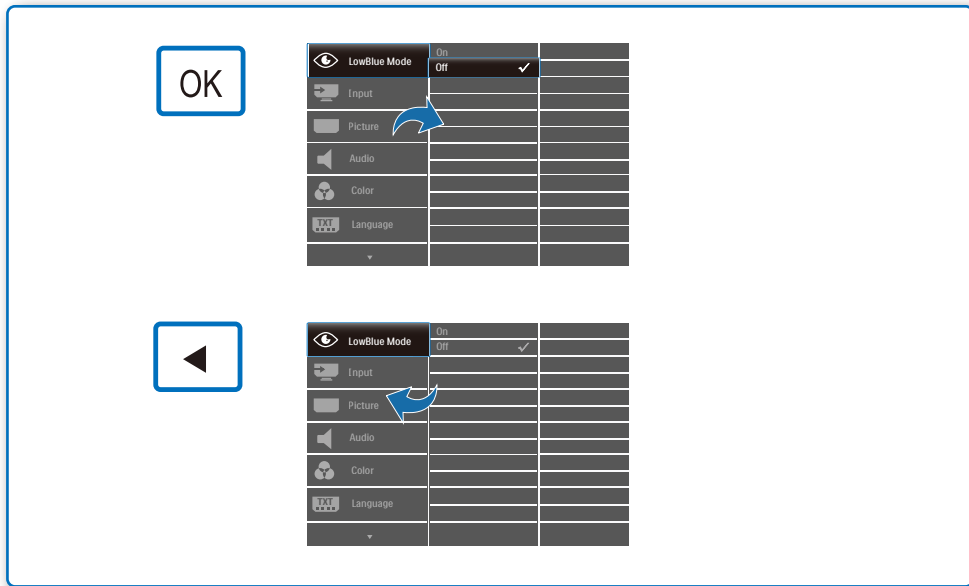 OK
LowBlue Mode
On
Off
Input
Picture
Audio
Color
TXT
Language
LowBlue Mode
On
Off
Input
Picture
Audio
Color
TXT
Language